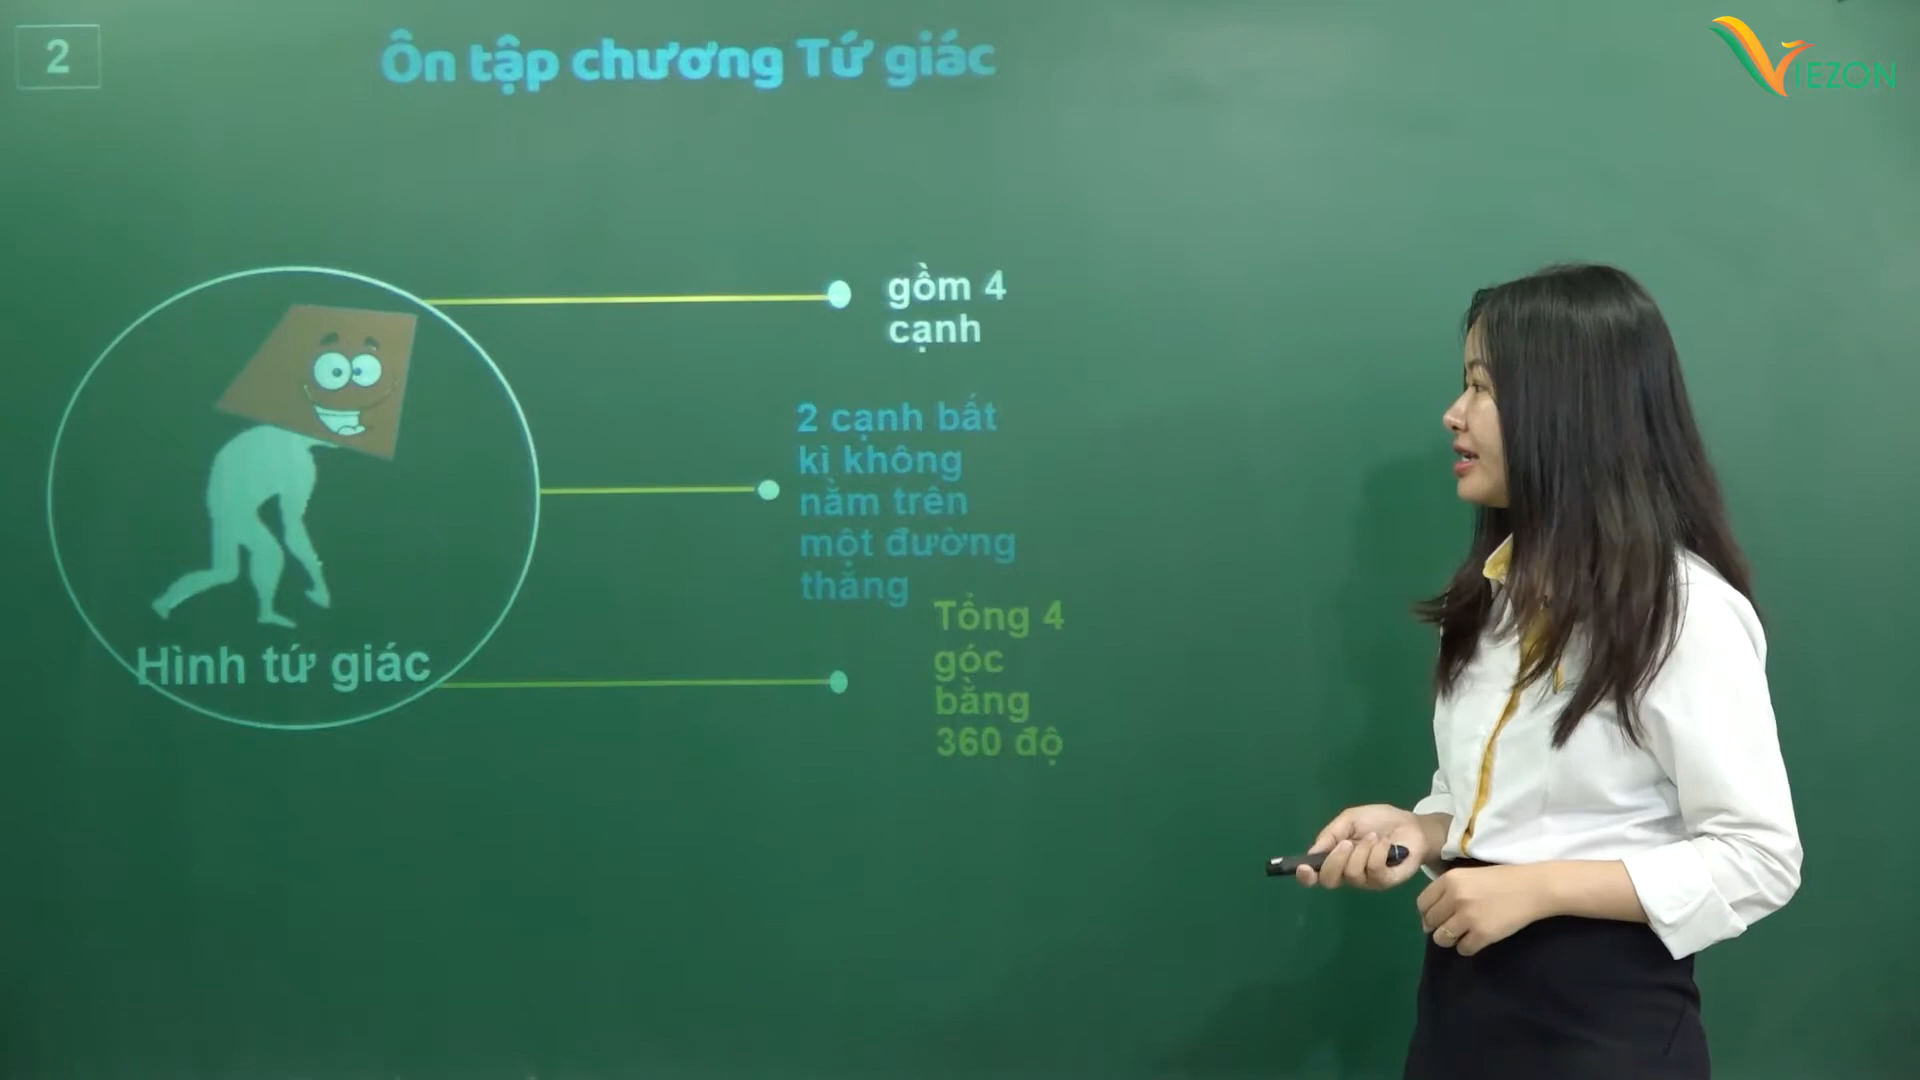 2
Ôn tập chương Tứ giác
VIEZON
gồm 4
cạnh
2 cạnh bất
kì không
nằm trên
một đường
thẳng
Tổng 4
góc
bằng
360 độ
Hình tứ giác